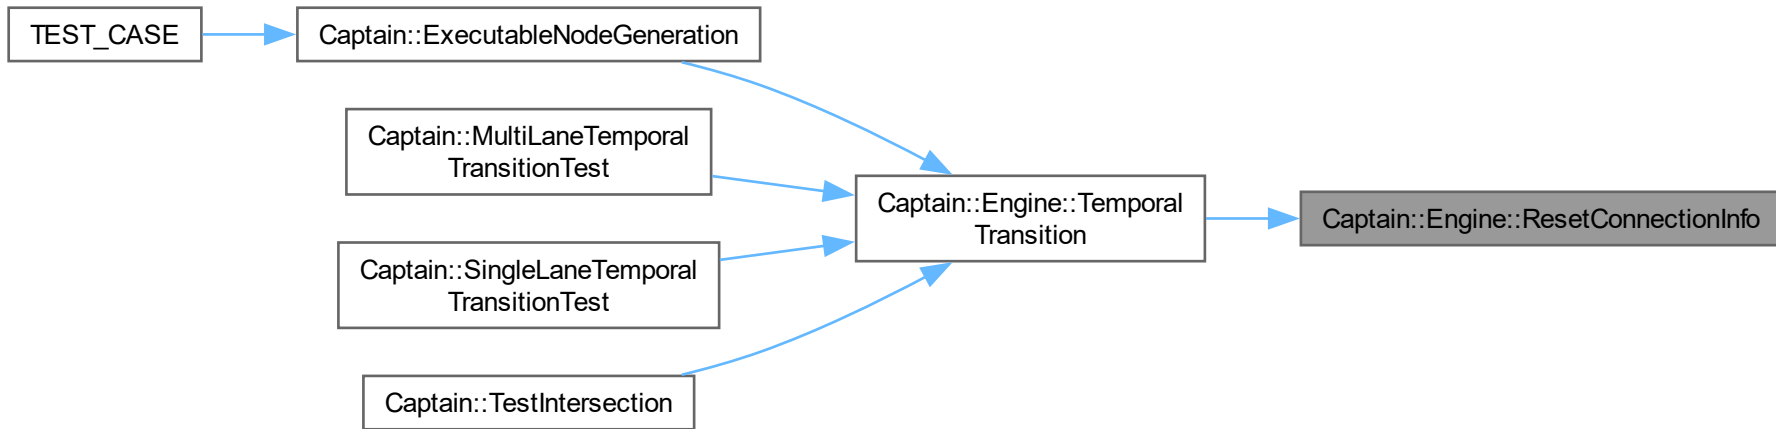 TEST_CASE
Captain::ExecutableNodeGeneration
Captain::MultiLaneTemporal
TransitionTest
Captain::SingleLaneTemporal
TransitionTest
Captain::TestIntersection
Captain::Engine::Temporal
Transition
Captain::Engine::ResetConnectionInfo